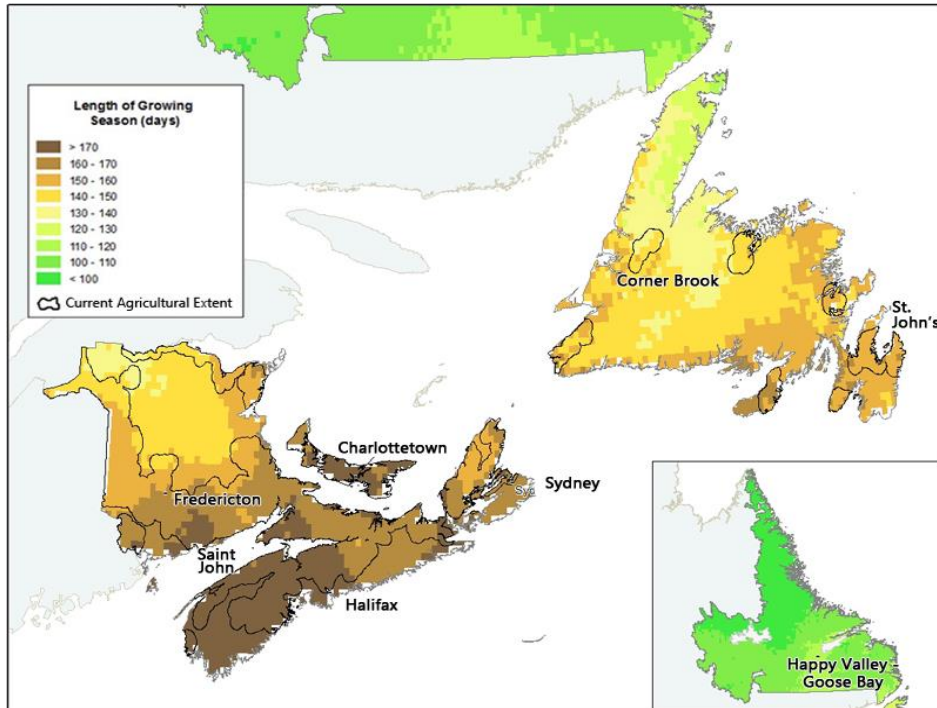 Length of Growing
Season (days)
> 170
160 - 170
150 - 160
140 - 150
130 - 140
120 - 130
110 - 120
100 - 110
< 100
Current Agricultural Extent
Corner Brook
St.
John's
Charlottetown
Sydney
Fredericton
Saint
John
Halifax
Happy Valley -
Goose Bay